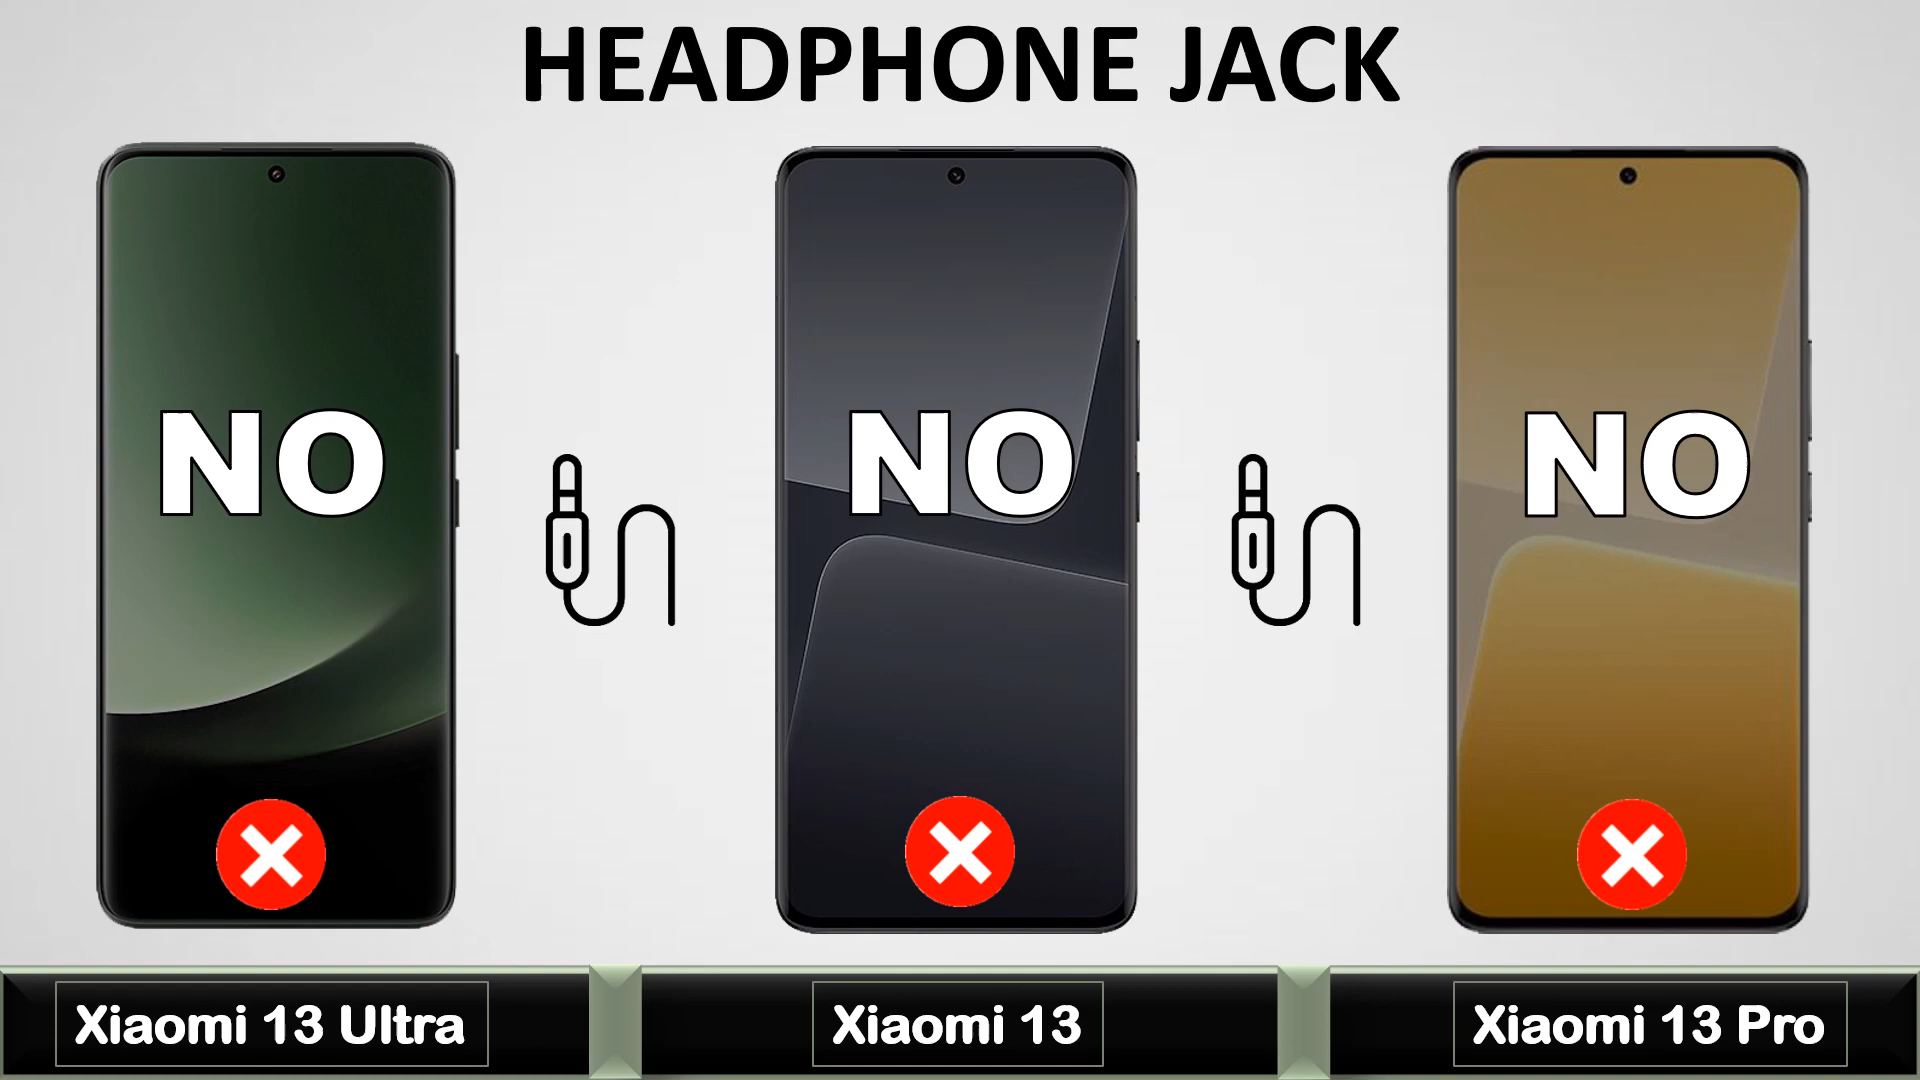 HEADPHONE JACK
NO
NO
NO
Xiaomi 13 Ultra
Xiaomi 13
Xiaomi 13 Pro